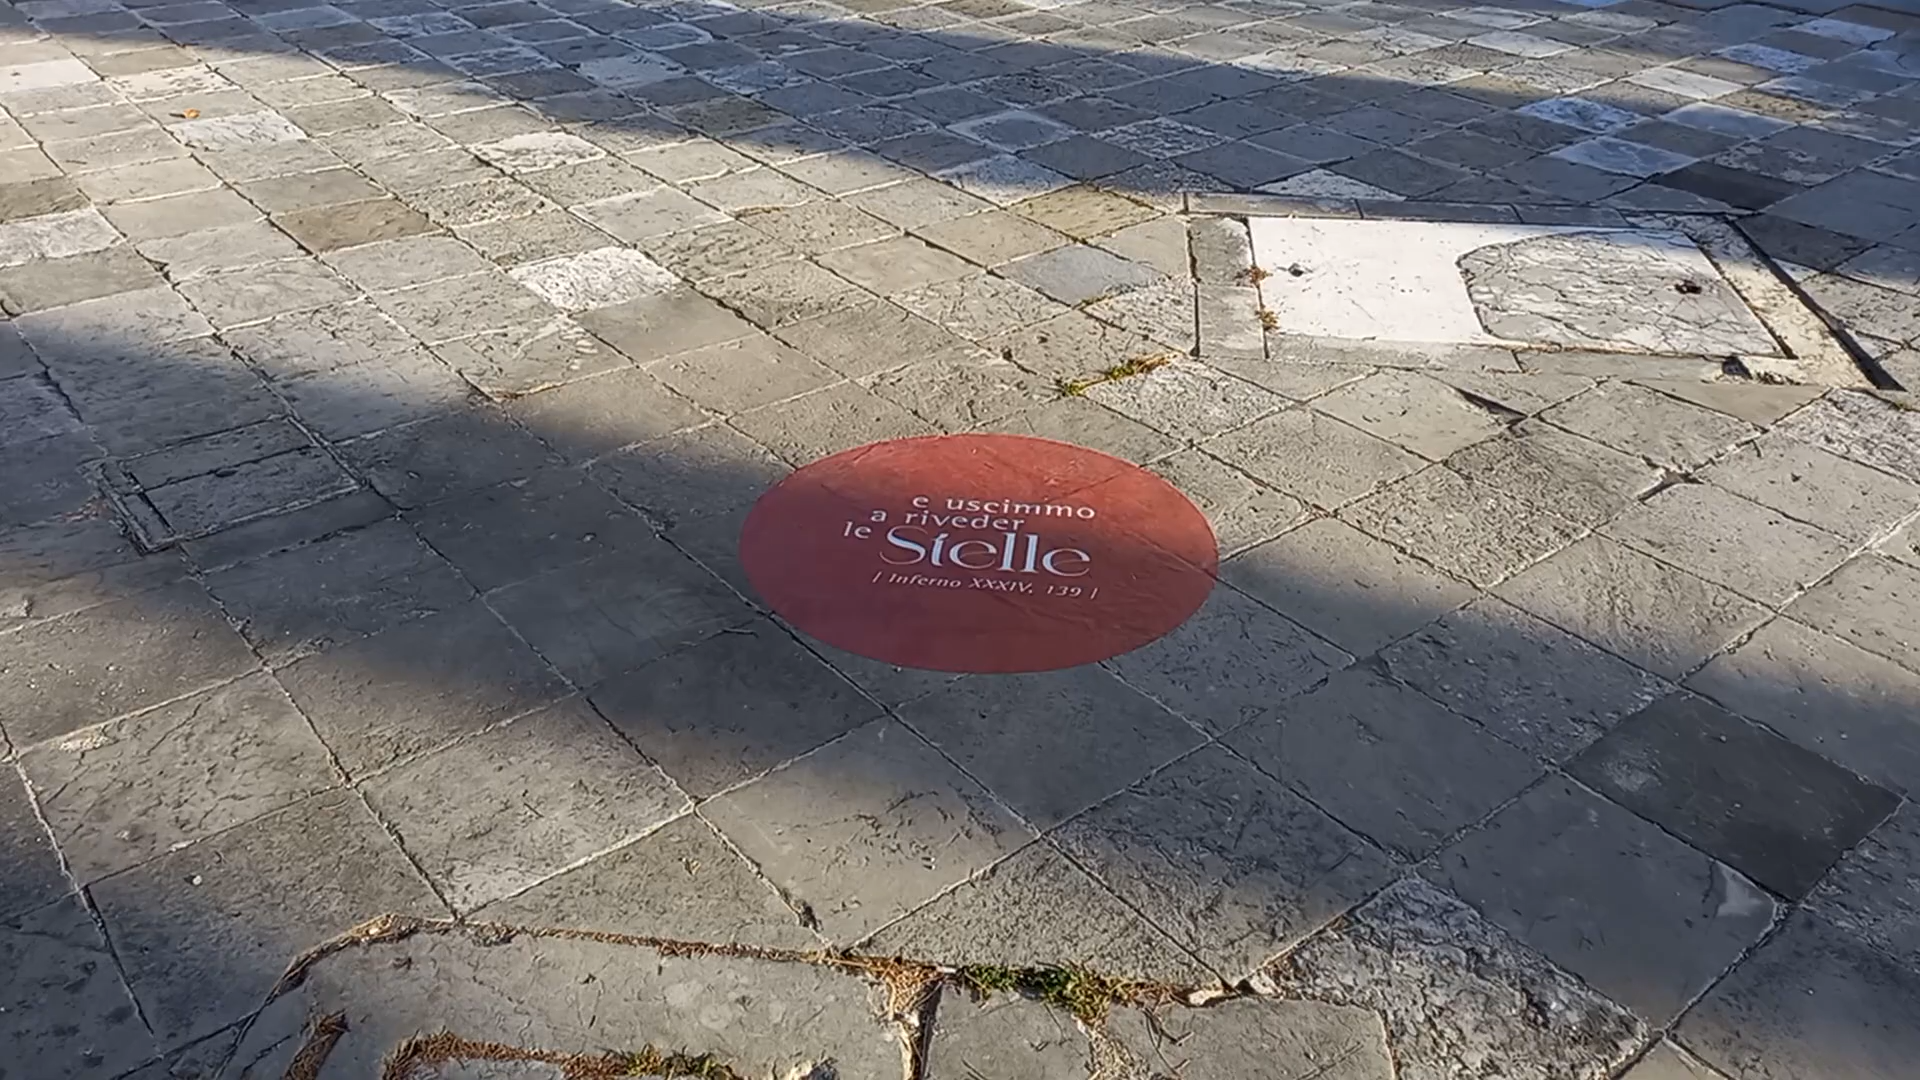 e uscimmo
a riveder
le Stelle
| Inferno XXXIV, 139 |